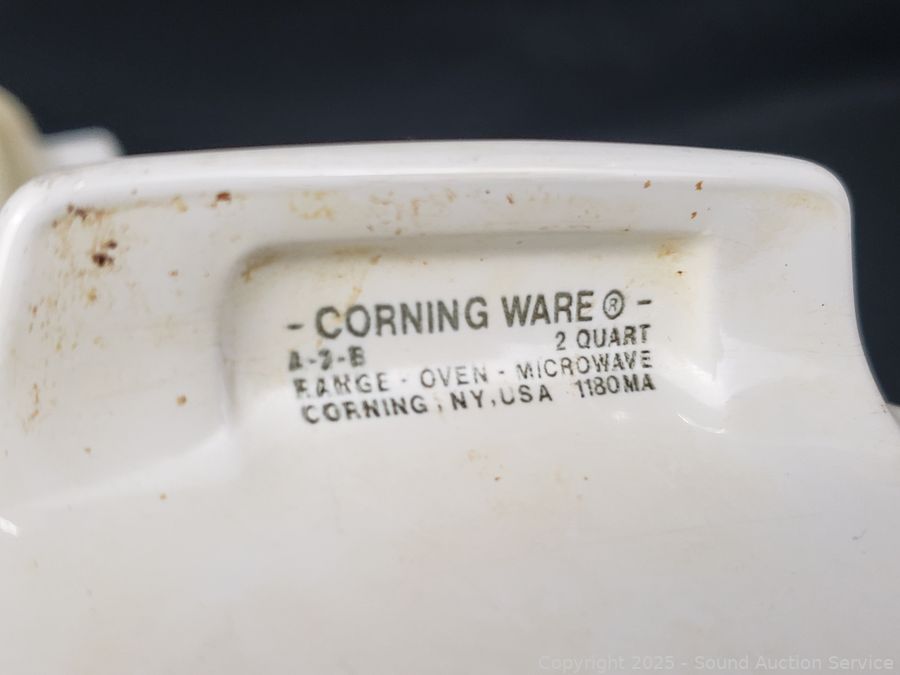 - CORNING WARE ® -
A-2-B 2 QUART
RANGE - OVEN - MICROWAVE
CORNING, NY, USA 1180MA
Copyright 2025 - Sound Auction Service